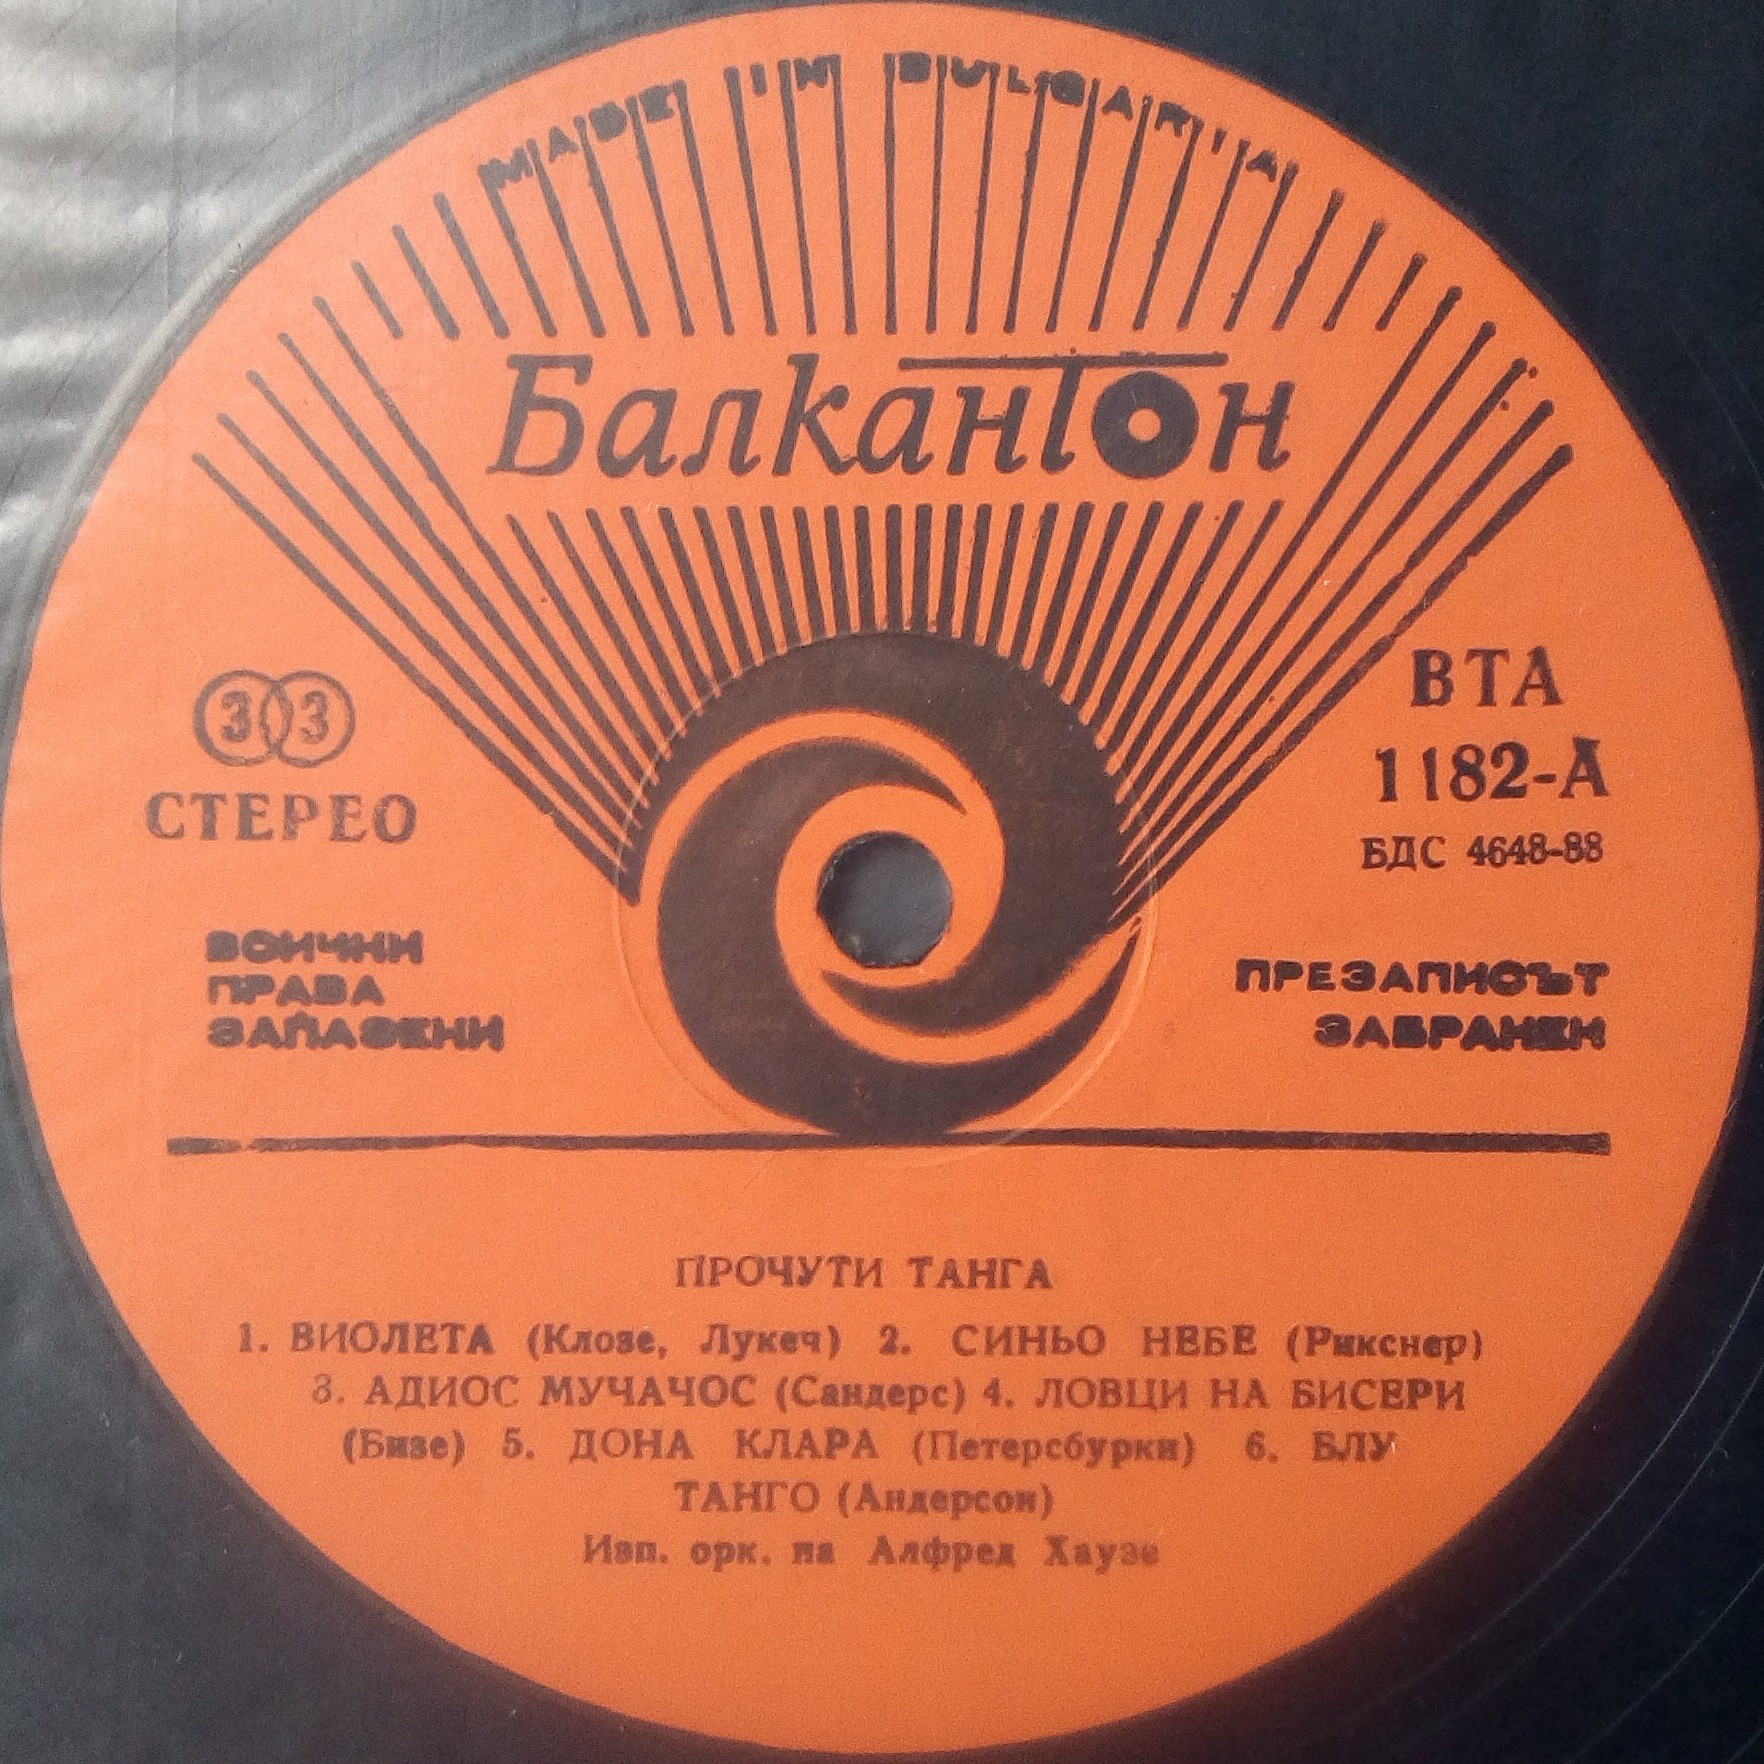 MADE IN BULGARIA
Балкантон
33
СТЕРЕО
ВТА
1182-А
БДС 4648-88
ВСИЧКИ
ПРАВА
ЗАПАЗЕНИ
ПРЕЗАПИСЪТ
ЗАБРАНЕН
ПРОЧУТИ ТАНГА
1. ВИОЛЕТА (Клозе, Лукеч) 2. СИНЬО НЕБЕ (Рикснер)
3. АДИОС МУЧАЧОС (Сандерс) 4. ЛОВЦИ НА БИСЕРИ
(Бизе) 5. ДОНА КЛАРА (Петерсбурки) 6. БЛУ
ТАНГО (Андерсон)
Изп. орк. на Алфред Хаузе